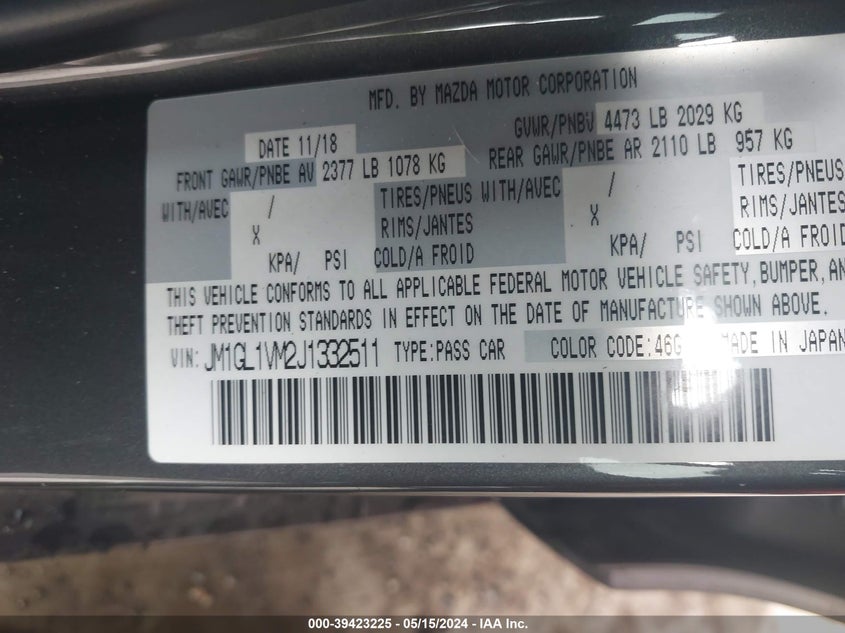 MFD. BY MAZDA MOTOR CORPORATION
DATE 11/18 GVWR/PNBV 4473 LB 2029 KG
FRONT GAWR/PNBE AV 2377 LB 1078 KG REAR GAWR/PNBE AR 2110 LB 957 KG
WITH/AVEC / TIRES/PNEUS WITH/AVEC / TIRES/PNEUS
X RIMS/JANTES X RIMS/JANTES
KPA/ PSI COLD/A FROID KPA/ PSI COLD/A FROID
THIS VEHICLE CONFORMS TO ALL APPLICABLE FEDERAL MOTOR VEHICLE SAFETY, BUMPER, AN
THEFT PREVENTION STANDARDS IN EFFECT ON THE DATE OF MANUFACTURE SHOWN ABOVE.
VIN: JM1GL1VM2J1332511 TYPE:PASS CAR COLOR CODE:46G MADE IN JAPAN
000-39423225 - 05/15/2024 - IAA Inc.